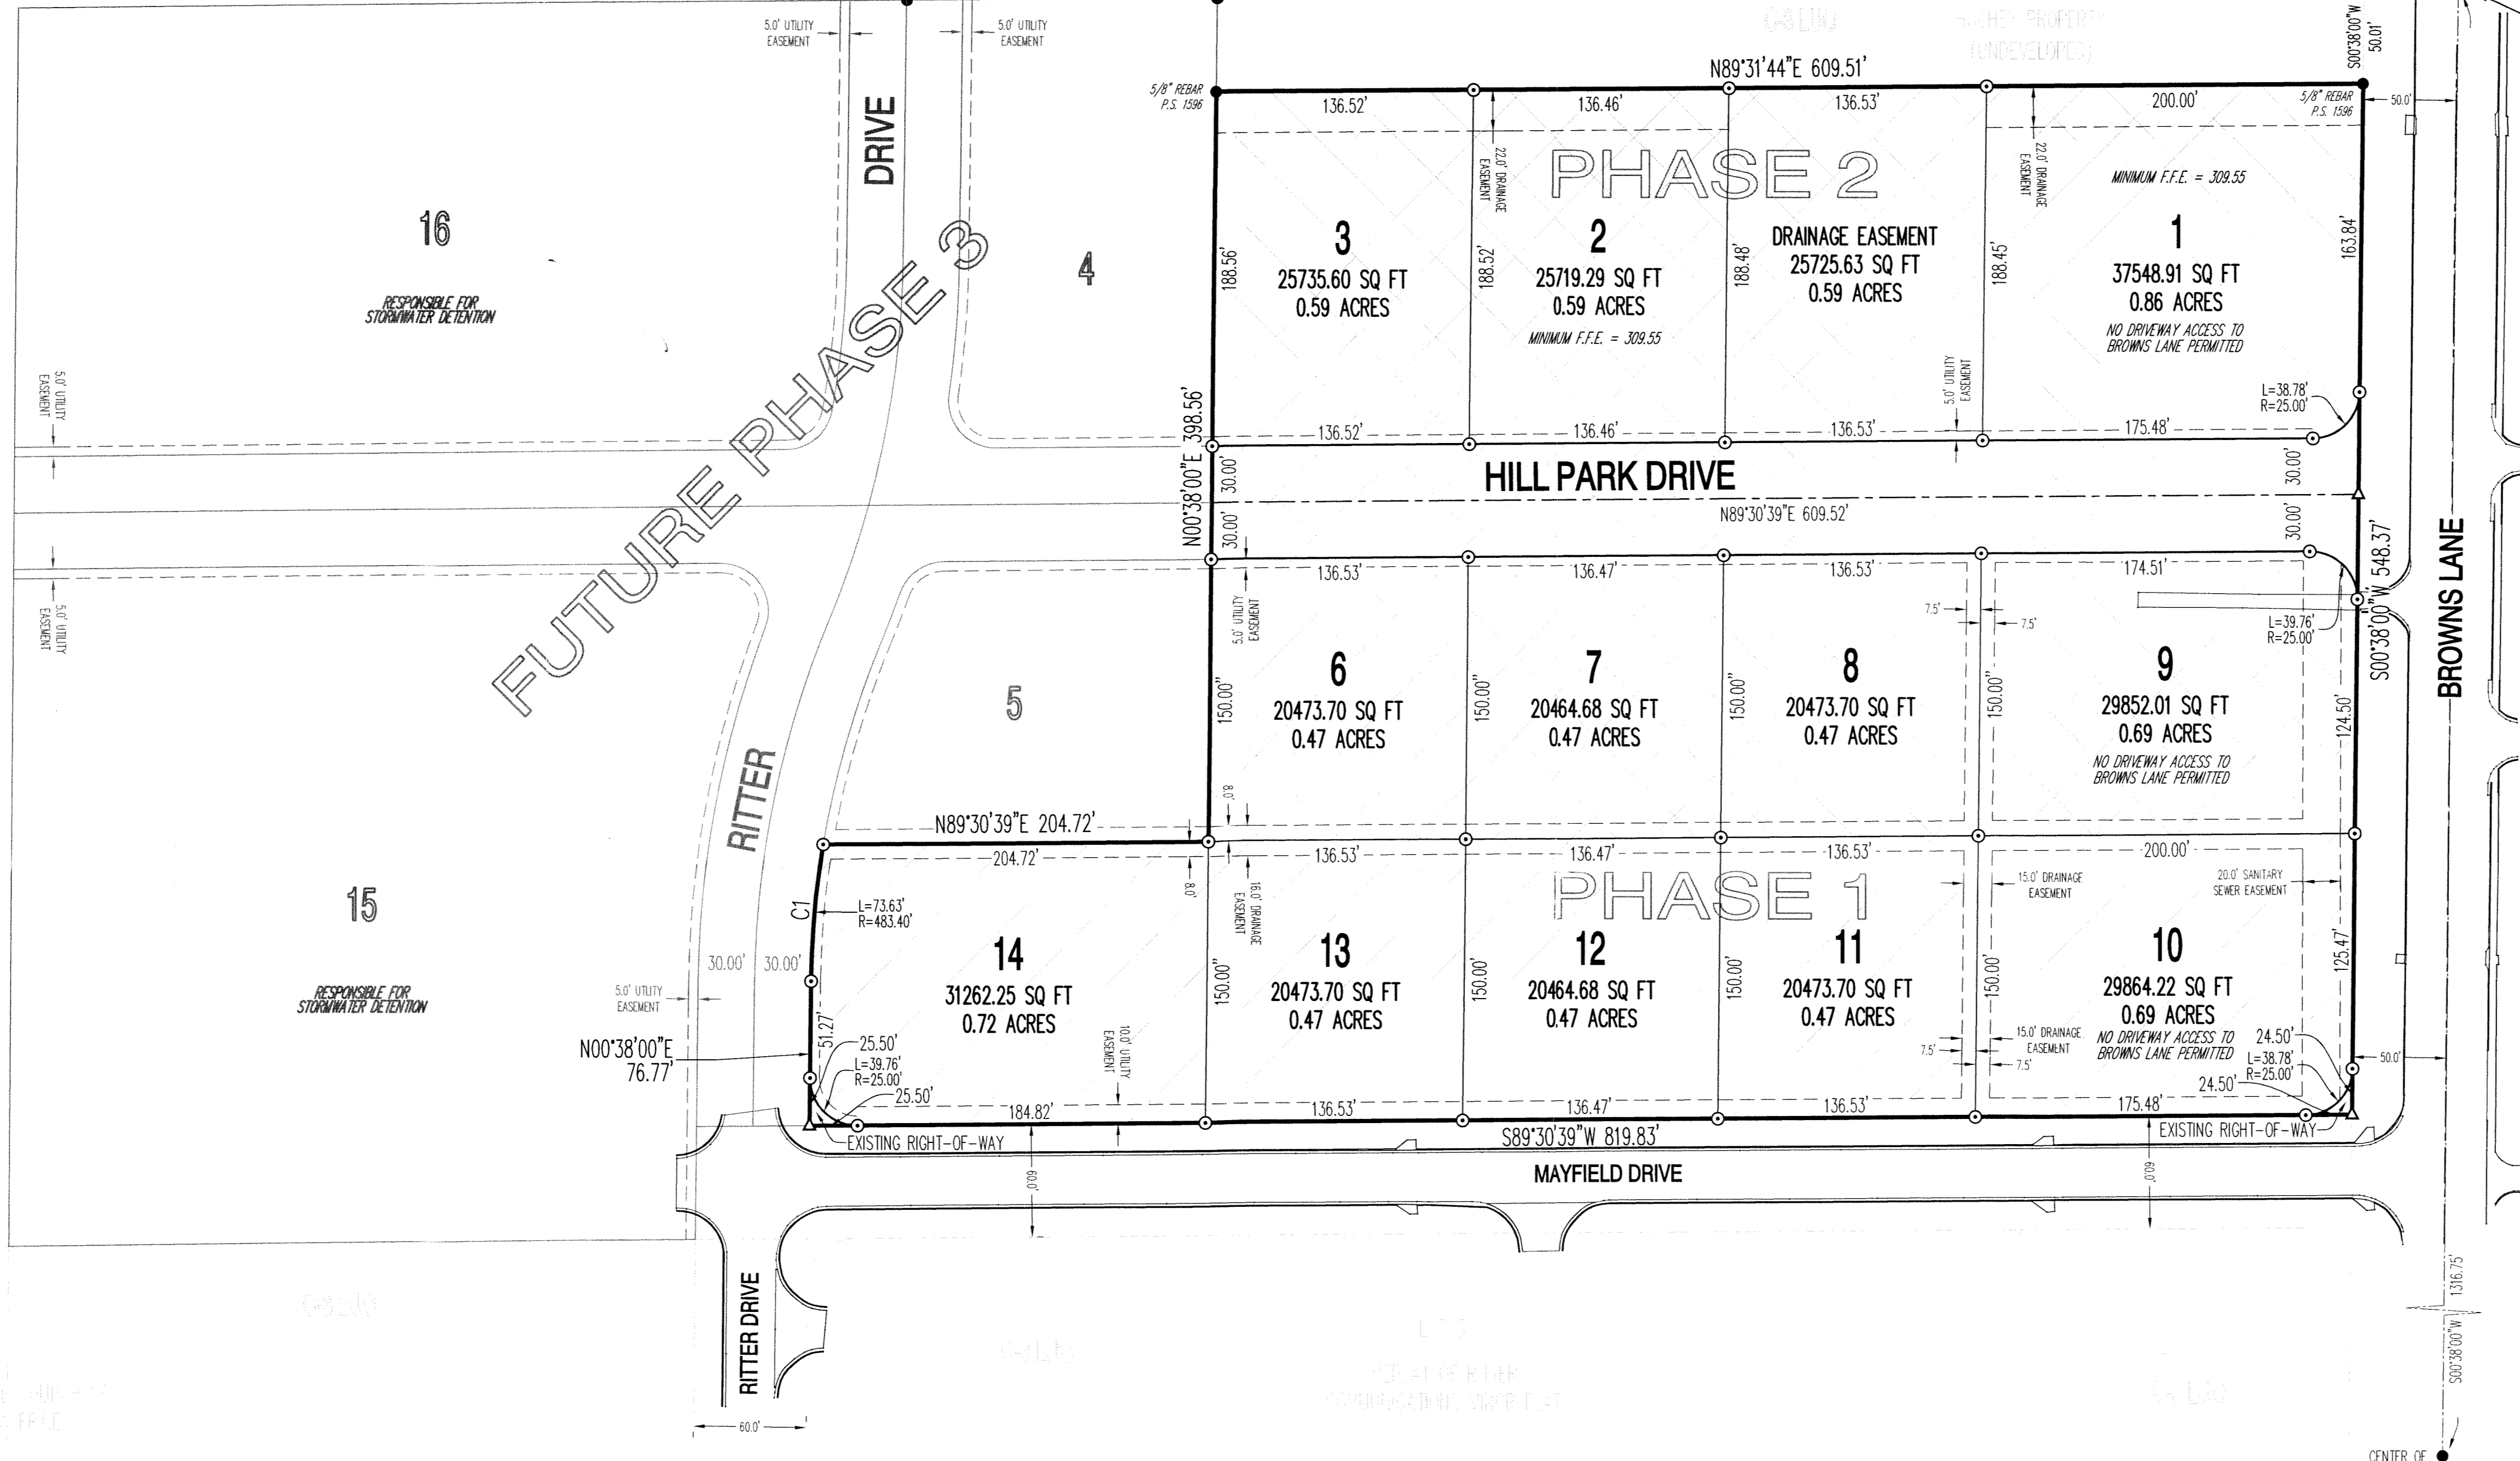 5.0' UTILITY
EASEMENT
5.0' UTILITY
EASEMENT
(UNDEVELOPED)
S00°38'00"W
50.01'
N89°31'44"E 609.51'
5/8" REBAR
P.S. 1596
136.52'
136.46'
136.53'
200.00'
5/8" REBAR
P.S. 1596
50.0'
DRIVE
22.0' DRAINAGE
EASEMENT
PHASE 2
22.0' DRAINAGE
EASEMENT
MINIMUM F.F.E. = 309.55
16
RESPONSIBLE FOR
STORMWATER DETENTION
4
188.56'
3
25735.60 SQ FT
0.59 ACRES
188.52'
2
25719.29 SQ FT
0.59 ACRES
MINIMUM F.F.E. = 309.55
188.48'
DRAINAGE EASEMENT
25725.63 SQ FT
0.59 ACRES
188.45'
1
37548.91 SQ FT
0.86 ACRES
NO DRIVEWAY ACCESS TO
BROWNS LANE PERMITTED
163.84'
FUTURE PHASE 3
5.0' UTILITY
EASEMENT
5.0' UTILITY
EASEMENT
L=38.78'
R=25.00'
136.52'
136.46'
136.53'
175.48'
N00°38'00"E 398.56'
30.00'
30.00'
HILL PARK DRIVE
N89°30'39"E 609.52'
30.00'
30.00'
S00°38'00"W 548.37'
BROWNS LANE
5.0' UTILITY
EASEMENT
136.53'
136.47'
136.53'
174.51'
5.0' UTILITY
EASEMENT
7.5'
7.5'
L=39.76'
R=25.00'
5
150.00"
6
20473.70 SQ FT
0.47 ACRES
150.00"
7
20464.68 SQ FT
0.47 ACRES
150.00"
8
20473.70 SQ FT
0.47 ACRES
150.00"
9
29852.01 SQ FT
0.69 ACRES
NO DRIVEWAY ACCESS TO
BROWNS LANE PERMITTED
124.50'
RITTER
N89°30'39"E 204.72'
8.0'
204.72'
136.53'
136.47'
136.53'
200.00'
8.0'
16.0' DRAINAGE
EASEMENT
PHASE 1
15.0' DRAINAGE
EASEMENT
20.0' SANITARY
SEWER EASEMENT
15
RESPONSIBLE FOR
STORMWATER DETENTION
C1
L=73.63'
R=483.40'
30.00'
30.00'
5.0' UTILITY
EASEMENT
14
31262.25 SQ FT
0.72 ACRES
150.00"
13
20473.70 SQ FT
0.47 ACRES
150.00'
12
20464.68 SQ FT
0.47 ACRES
150.00'
11
20473.70 SQ FT
0.47 ACRES
150.00'
10
29864.22 SQ FT
0.69 ACRES
NO DRIVEWAY ACCESS TO
BROWNS LANE PERMITTED
125.47'
N00°38'00"E
76.77'
51.27'
25.50'
L=39.76'
R=25.00'
25.50'
10.0' UTILITY
EASEMENT
15.0' DRAINAGE
EASEMENT
7.5'
7.5'
24.50'
L=38.78'
R=25.00'
24.50'
50.0'
184.82'
136.53'
136.47'
136.53'
175.48'
EXISTING RIGHT-OF-WAY
S89°30'39"W 819.83'
EXISTING RIGHT-OF-WAY
60.0'
MAYFIELD DRIVE
60.0'
RITTER DRIVE
60.0'
S00°38'00"W 1316.75'
CENTER OF